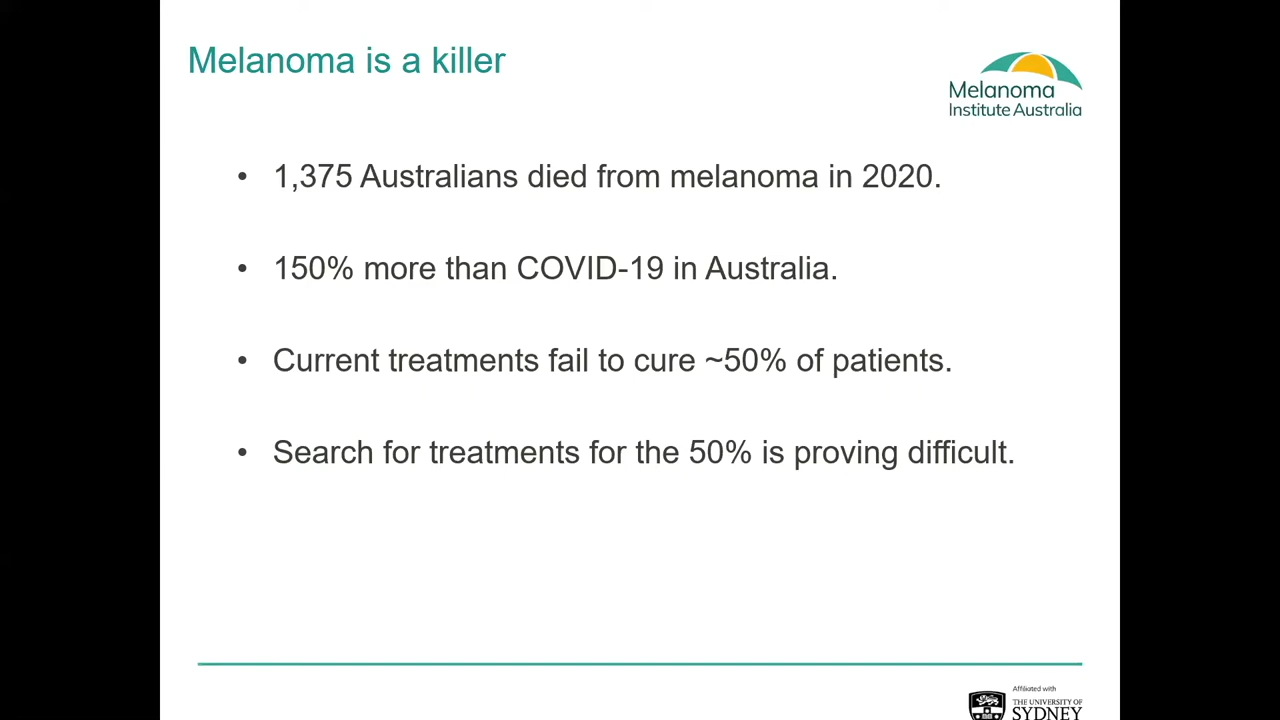 Melanoma is a killer
Melanoma
Institute Australia
• 1,375 Australians died from melanoma in 2020.
• 150% more than COVID-19 in Australia.
• Current treatments fail to cure ~50% of patients.
• Search for treatments for the 50% is proving difficult.
Affiliated with
THE UNIVERSITY OF
SYDNEY